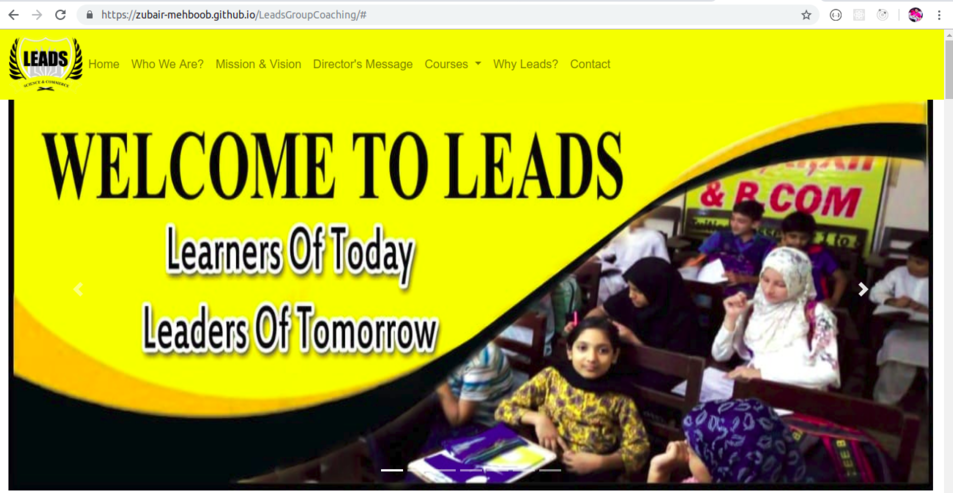 https://zubair-mehboob.github.io/LeadsGroupCoaching/#
LEADS
SCIENCE & COMMERCE
Home Who We Are? Mission & Vision Director's Message Courses Why Leads? Contact
WELCOME TO LEADS
Learners Of Today
Leaders Of Tomorrow
& B.COM